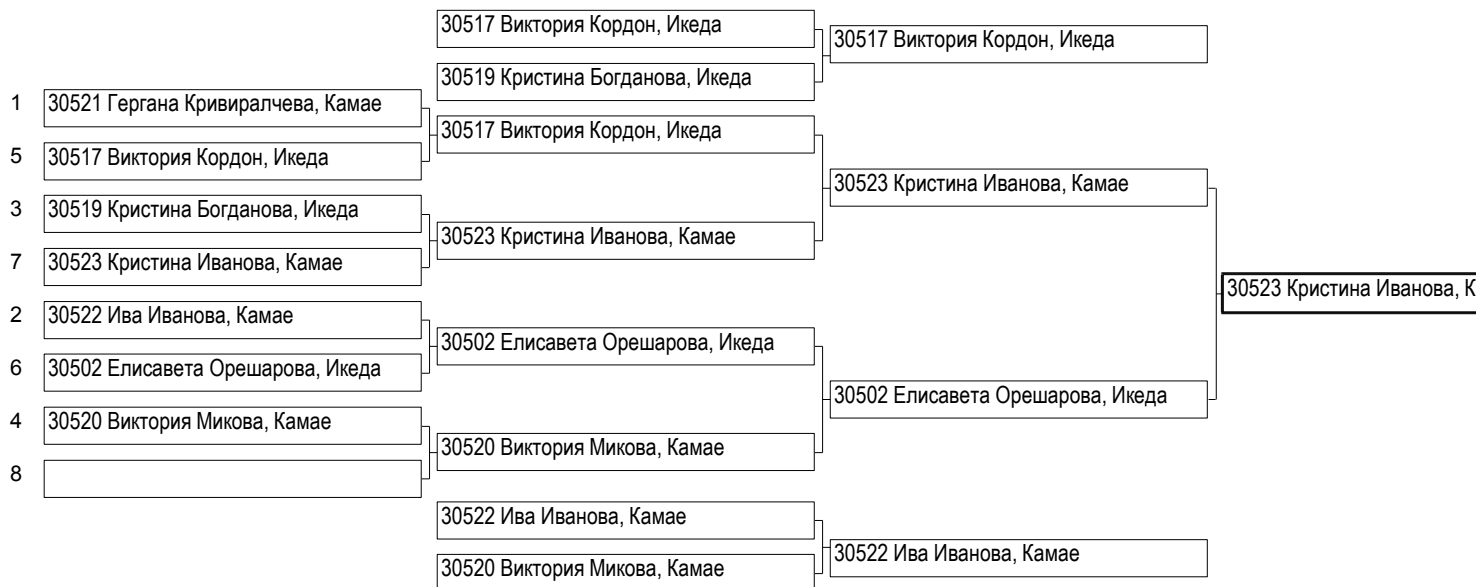 30517 Виктория Кордон, Икеда
30517 Виктория Кордон, Икеда
30519 Кристина Богданова, Икеда
1 30521 Гергана Кривиралчева, Камае
30517 Виктория Кордон, Икеда
5 30517 Виктория Кордон, Икеда
30523 Кристина Иванова, Камае
3 30519 Кристина Богданова, Икеда
30523 Кристина Иванова, Камае
7 30523 Кристина Иванова, Камае
30523 Кристина Иванова, К
2 30522 Ива Иванова, Камае
30502 Елисавета Орешарова, Икеда
6 30502 Елисавета Орешарова, Икеда
30502 Елисавета Орешарова, Икеда
4 30520 Виктория Микова, Камае
30520 Виктория Микова, Камае
8
30522 Ива Иванова, Камае
30522 Ива Иванова, Камае
30520 Виктория Микова, Камае